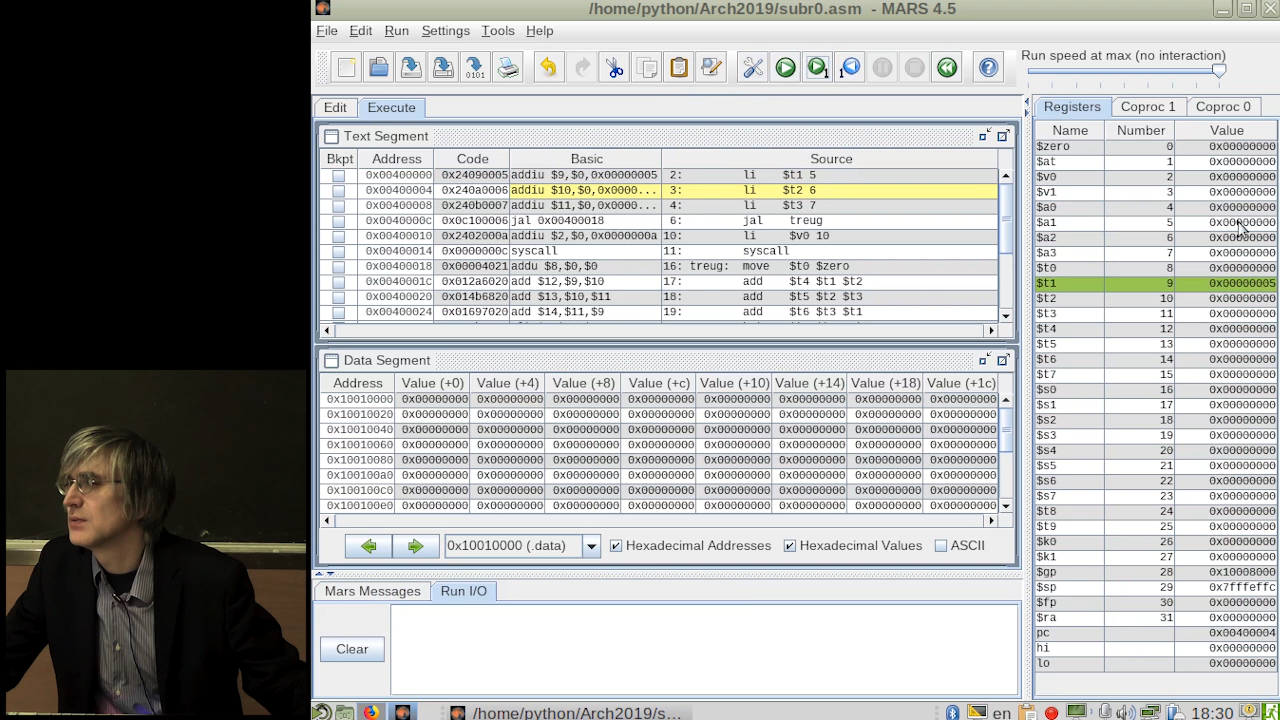 /home/python/Arch2019/subr0.asm - MARS 4.5
File Edit Run Settings Tools Help
Run speed at max (no interaction)
Edit Execute
Registers Coproc 1 Coproc 0
Text Segment
Bkpt Address Code Basic Source
0x00400000 0x24090005 addiu $9,$0,0x00000005 2: li $t1 5
0x00400004 0x240a0006 addiu $10,$0,0x0000... 3: li $t2 6
0x00400008 0x240b0007 addiu $11,$0,0x0000... 4: li $t3 7
0x0040000c 0x0c100006 jal 0x00400018 6: jal treug
0x00400010 0x2402000a addiu $2,$0,0x0000000a 10: li $v0 10
0x00400014 0x0000000c syscall 11: syscall
0x00400018 0x00004021 addu $8,$0,$0 16: treug: move $t0 $zero
0x0040001c 0x012a6020 add $12,$9,$10 17: add $t4 $t1 $t2
0x00400020 0x014b6820 add $13,$10,$11 18: add $t5 $t2 $t3
0x00400024 0x01697020 add $14,$11,$9 19: add $t6 $t3 $t1
Data Segment
Address Value (+0) Value (+4) Value (+8) Value (+c) Value (+10) Value (+14) Value (+18) Value (+1c)
0x10010000 0x00000000 0x00000000 0x00000000 0x00000000 0x00000000 0x00000000 0x00000000 0x00000000
0x10010020 0x00000000 0x00000000 0x00000000 0x00000000 0x00000000 0x00000000 0x00000000 0x00000000
0x10010040 0x00000000 0x00000000 0x00000000 0x00000000 0x00000000 0x00000000 0x00000000 0x00000000
0x10010060 0x00000000 0x00000000 0x00000000 0x00000000 0x00000000 0x00000000 0x00000000 0x00000000
0x10010080 0x00000000 0x00000000 0x00000000 0x00000000 0x00000000 0x00000000 0x00000000 0x00000000
0x100100a0 0x00000000 0x00000000 0x00000000 0x00000000 0x00000000 0x00000000 0x00000000 0x00000000
0x100100c0 0x00000000 0x00000000 0x00000000 0x00000000 0x00000000 0x00000000 0x00000000 0x00000000
0x100100e0 0x00000000 0x00000000 0x00000000 0x00000000 0x00000000 0x00000000 0x00000000 0x00000000
0x10010000 (.data) Hexadecimal Addresses Hexadecimal Values ASCII
Mars Messages Run I/O
Clear
Name Number Value
$zero 0 0x00000000
$at 1 0x00000000
$v0 2 0x00000000
$v1 3 0x00000000
$a0 4 0x00000000
$a1 5 0x00000000
$a2 6 0x00000000
$a3 7 0x00000000
$t0 8 0x00000000
$t1 9 0x00000005
$t2 10 0x00000000
$t3 11 0x00000000
$t4 12 0x00000000
$t5 13 0x00000000
$t6 14 0x00000000
$t7 15 0x00000000
$s0 16 0x00000000
$s1 17 0x00000000
$s2 18 0x00000000
$s3 19 0x00000000
$s4 20 0x00000000
$s5 21 0x00000000
$s6 22 0x00000000
$s7 23 0x00000000
$t8 24 0x00000000
$t9 25 0x00000000
$k0 26 0x00000000
$k1 27 0x00000000
$gp 28 0x10008000
$sp 29 0x7fffeffc
$fp 30 0x00000000
$ra 31 0x00000000
pc 0x00400004
hi 0x00000000
lo 0x00000000
/home/python/Arch2019/s... en 18:30